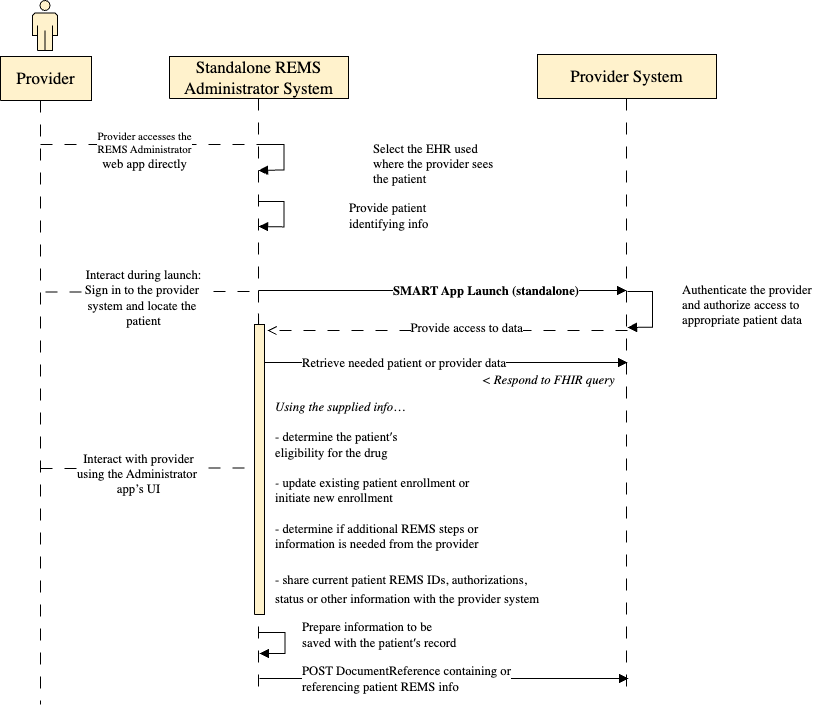 Provider
Standalone REMS
Administrator System
Provider System
Provider accesses the
REMS Administrator
web app directly
Select the EHR used
where the provider sees
the patient
Provide patient
identifying info
Interact during launch:
Sign in to the provider
system and locate the
patient
SMART App Launch (standalone)
Authenticate the provider
and authorize access to
appropriate patient data
Provide access to data
Retrieve needed patient or provider data
< Respond to FHIR query
Using the supplied info…
- determine the patient's
eligibility for the drug
Interact with provider
using the Administrator
app's UI
- update existing patient enrollment or
initiate new enrollment
- determine if additional REMS steps or
information is needed from the provider
- share current patient REMS IDs, authorizations,
status or other information with the provider system
Prepare information to be
saved with the patient's record
POST DocumentReference containing or
referencing patient REMS info